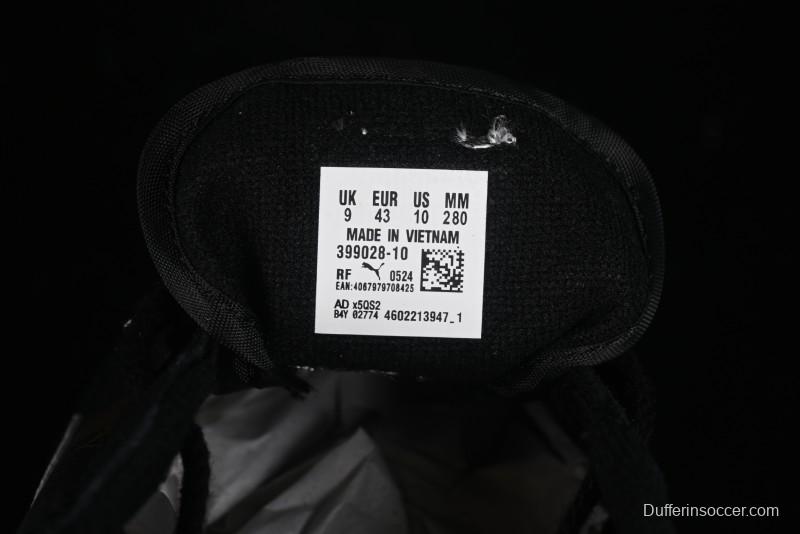 UK EUR US MM
9 43 10 280
MADE IN VIETNAM
399028-10
RF 0524
EAN:4067979708425
AD x5QS2
B4Y 02774 4602213947_1
Dufferinsoccer.com